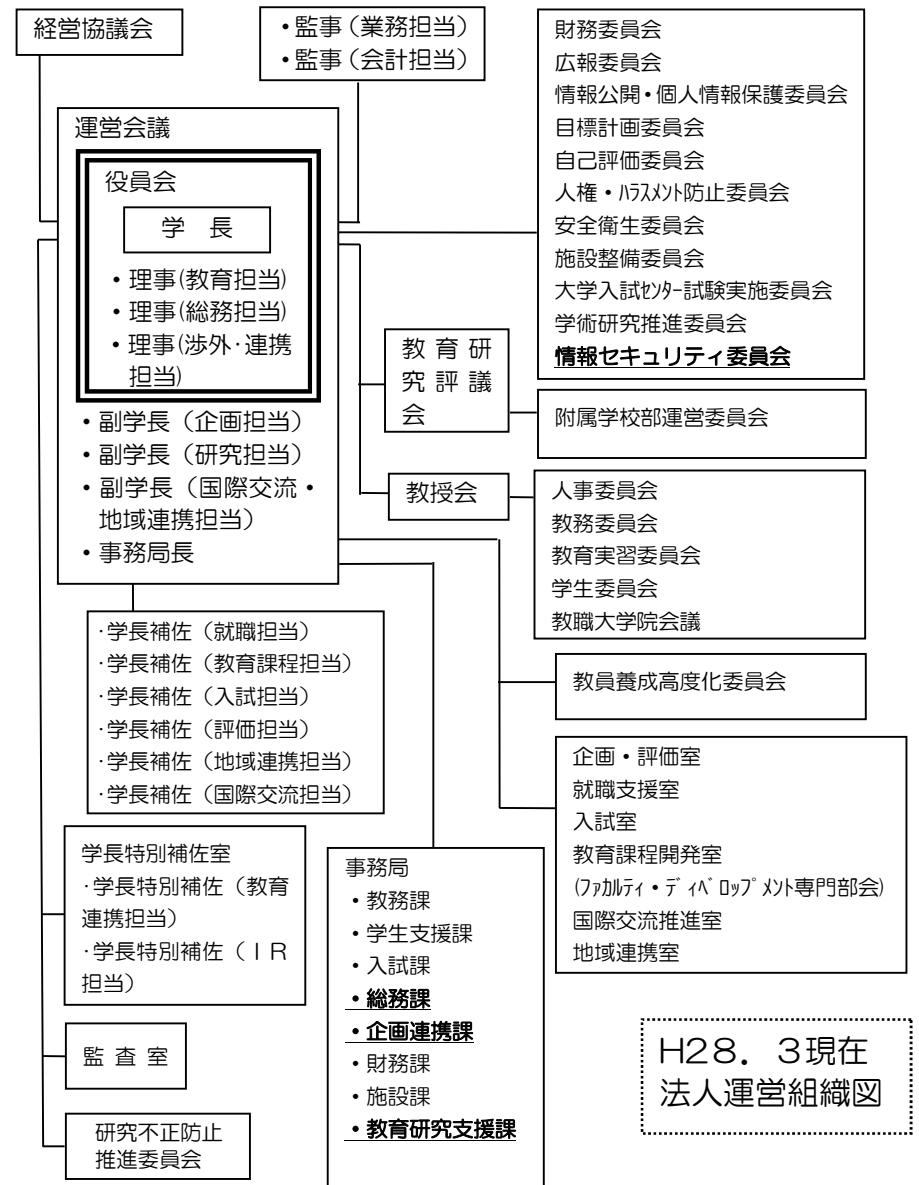 経営協議会
・監事（業務担当）
・監事（会計担当）
財務委員会
広報委員会
情報公開・個人情報保護委員会
目標計画委員会
自己評価委員会
人権・ﾊﾗｽﾒﾝﾄ防止委員会
安全衛生委員会
施設整備委員会
大学入試ｾﾝﾀｰ試験実施委員会
学術研究推進委員会
情報セキュリティ委員会
運営会議
役員会
学　長
・理事(教育担当)
・理事(総務担当)
・理事(渉外・連携
担当)
・副学長（企画担当）
・副学長（研究担当）
・副学長（国際交流・
地域連携担当）
・事務局長
教 育 研
究 評 議
会
附属学校部運営委員会
教授会
人事委員会
教務委員会
教育実習委員会
学生委員会
教職大学院会議
・学長補佐（就職担当）
・学長補佐（教育課程担当）
・学長補佐（入試担当）
・学長補佐（評価担当）
・学長補佐（地域連携担当）
・学長補佐（国際交流担当）
教員養成高度化委員会
企画・評価室
就職支援室
入試室
教育課程開発室
(ﾌｧｶﾙﾃｨ・ﾃﾞｨﾍﾞﾛｯﾌﾟﾒﾝﾄ専門部会)
国際交流推進室
地域連携室
学長特別補佐室
・学長特別補佐（教育
連携担当）
・学長特別補佐（ＩＲ
担当）
事務局
・教務課
・学生支援課
・入試課
・総務課
・企画連携課
・財務課
・施設課
・教育研究支援課
監 査 室
研究不正防止
推進委員会
H28．3現在
法人運営組織図